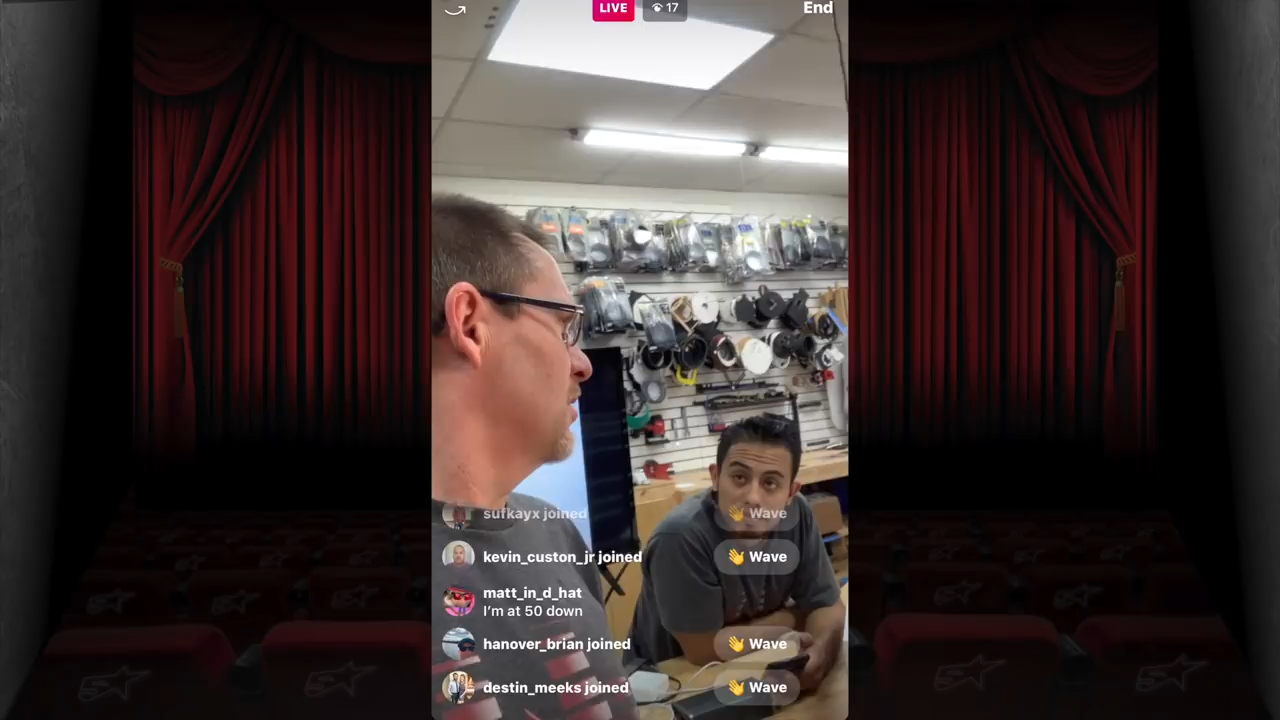 LIVE
17
End
sufkayx joined
Wave
kevin_custon_jr joined
Wave
matt_in_d_hat
I'm at 50 down
hanover_brian joined
Wave
destin_meeks joined
Wave